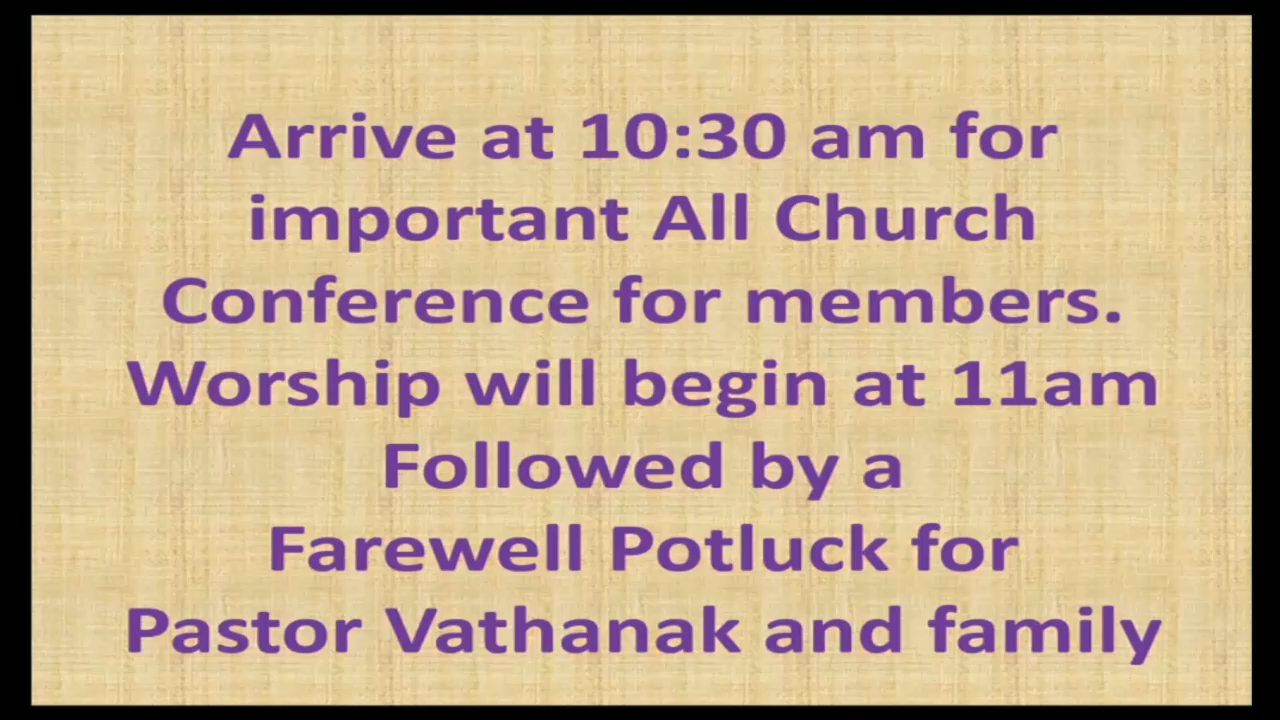 Arrive at 10:30 am for
important All Church
Conference for members.
Worship will begin at 11am
Followed by a
Farewell Potluck for
Pastor Vathanak and family